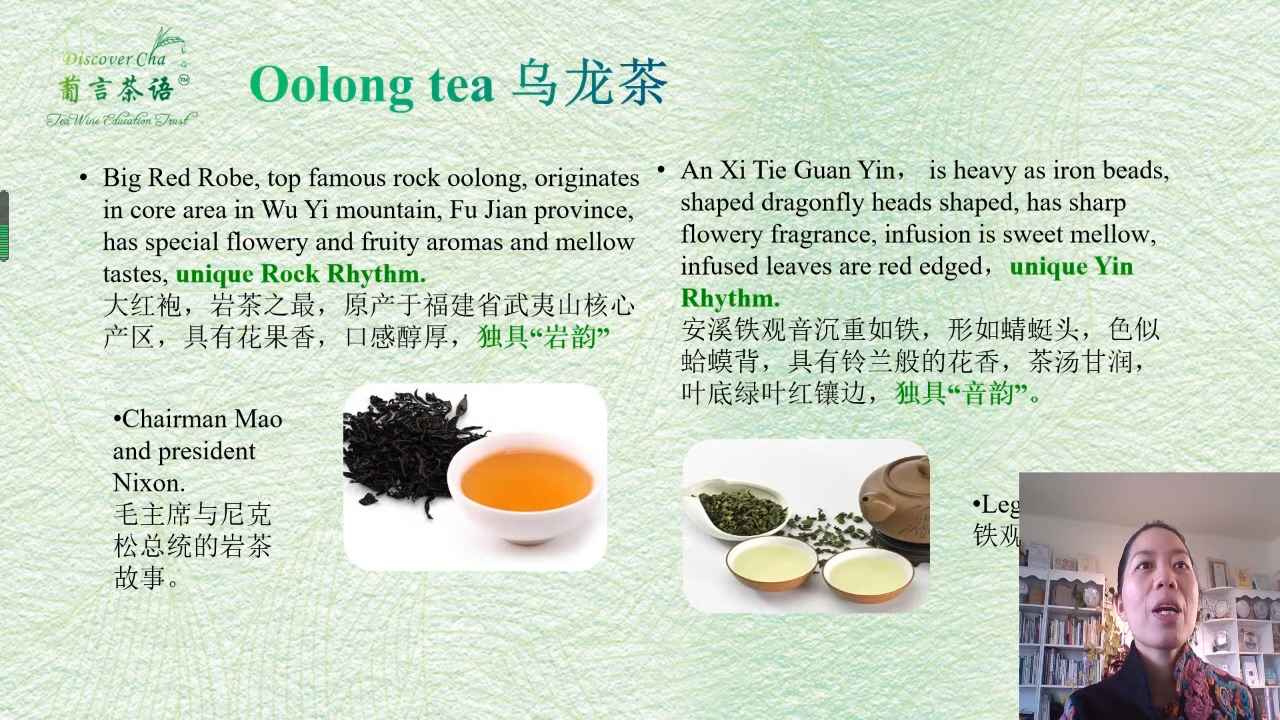 Discover Cha
葡言茶语™
Tea Wine Education Trust
Oolong tea 乌龙茶
• Big Red Robe, top famous rock oolong, originates
in core area in Wu Yi mountain, Fu Jian province,
has special flowery and fruity aromas and mellow
tastes, unique Rock Rhythm.
大红袍，岩茶之最，原产于福建省武夷山核心
产区，具有花果香，口感醇厚，独具“岩韵”
•Chairman Mao
and president
Nixon.
毛主席与尼克
松总统的岩茶
故事。
• An Xi Tie Guan Yin， is heavy as iron beads,
shaped dragonfly heads shaped, has sharp
flowery fragrance, infusion is sweet mellow,
infused leaves are red edged，unique Yin
Rhythm.
安溪铁观音沉重如铁，形如蜻蜓头，色似
蛤蟆背，具有铃兰般的花香，茶汤甘润，
叶底绿叶红镶边，独具“音韵”。
•Leg
铁观